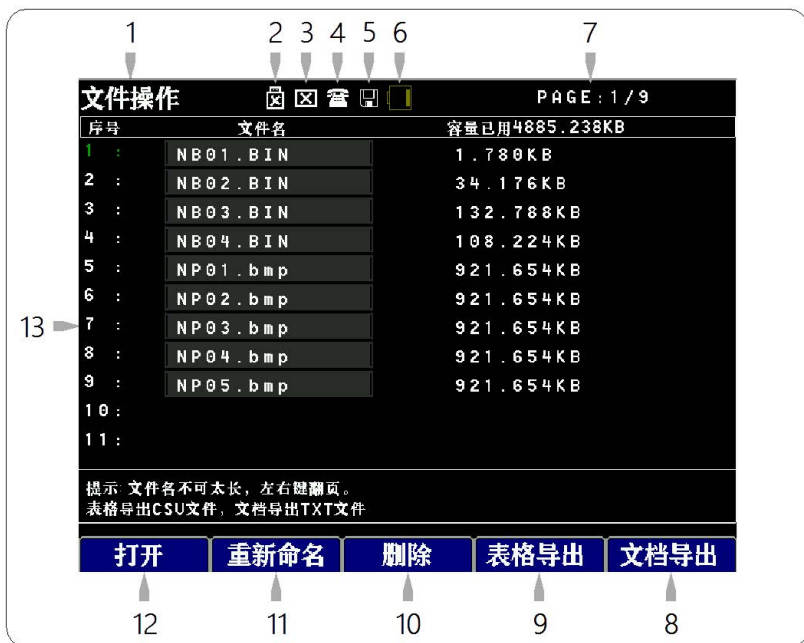 1 2 3 4 5 6 7
文件操作 PAGE:1/9
序号 文件名 容量已用4885.238KB
1 : NB01.BIN 1.780KB
2 : NB02.BIN 34.176KB
3 : NB03.BIN 132.788KB
4 : NB04.BIN 108.224KB
5 : NP01.bmp 921.654KB
6 : NP02.bmp 921.654KB
13 7 : NP03.bmp 921.654KB
8 : NP04.bmp 921.654KB
9 : NP05.bmp 921.654KB
10:
11:
提示:文件名不可太长，左右键翻页。
表格导出CSU文件，文档导出TXT文件
打开 重新命名 删除 表格导出 文档导出
12 11 10 9 8